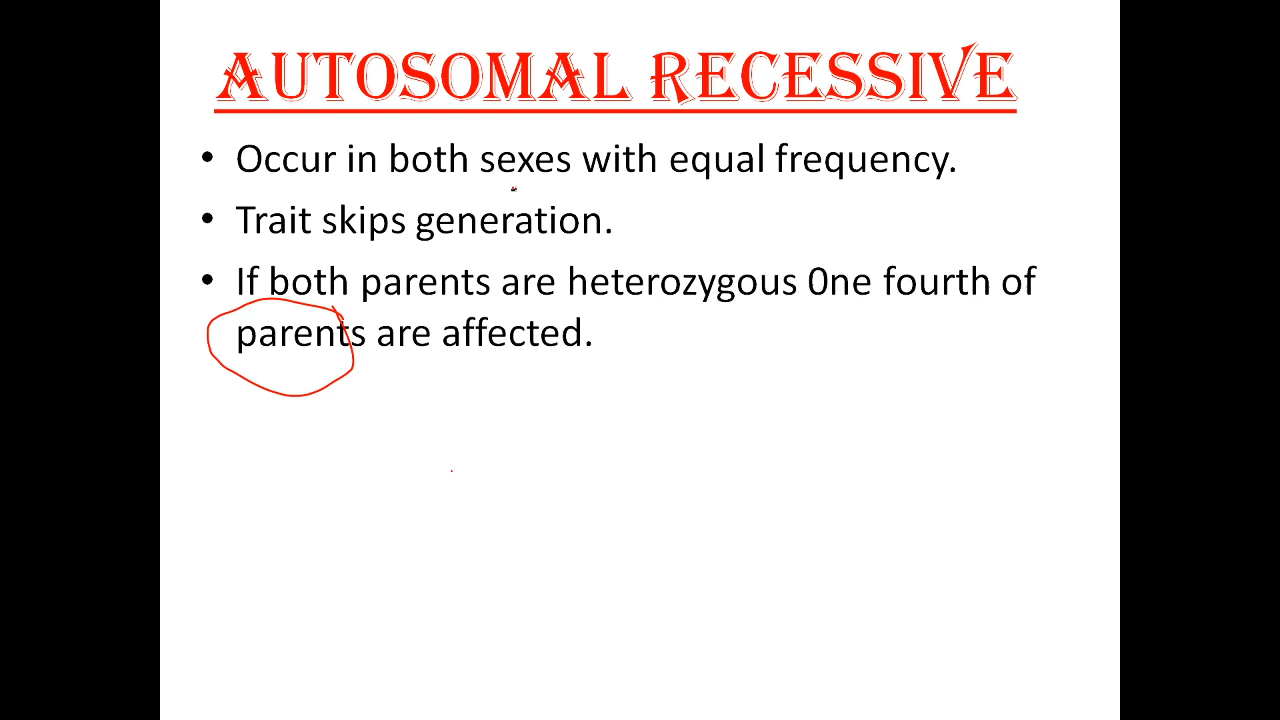 AUTOSOMAL RECESSIVE
• Occur in both sexes with equal frequency.
• Trait skips generation.
• If both parents are heterozygous 0ne fourth of
parents are affected.